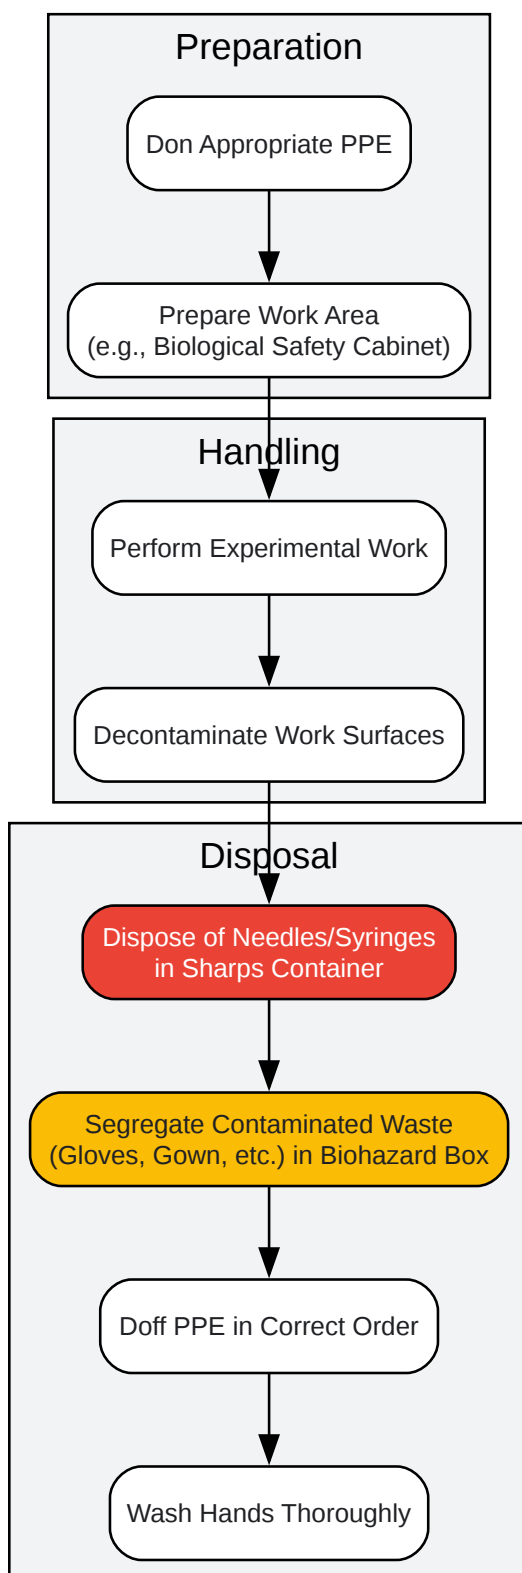 Preparation
Don Appropriate PPE
Prepare Work Area
(e.g., Biological Safety Cabinet)
Handling
Perform Experimental Work
Decontaminate Work Surfaces
Disposal
Dispose of Needles/Syringes
in Sharps Container
Segregate Contaminated Waste
(Gloves, Gown, etc.) in Biohazard Box
Doff PPE in Correct Order
Wash Hands Thoroughly